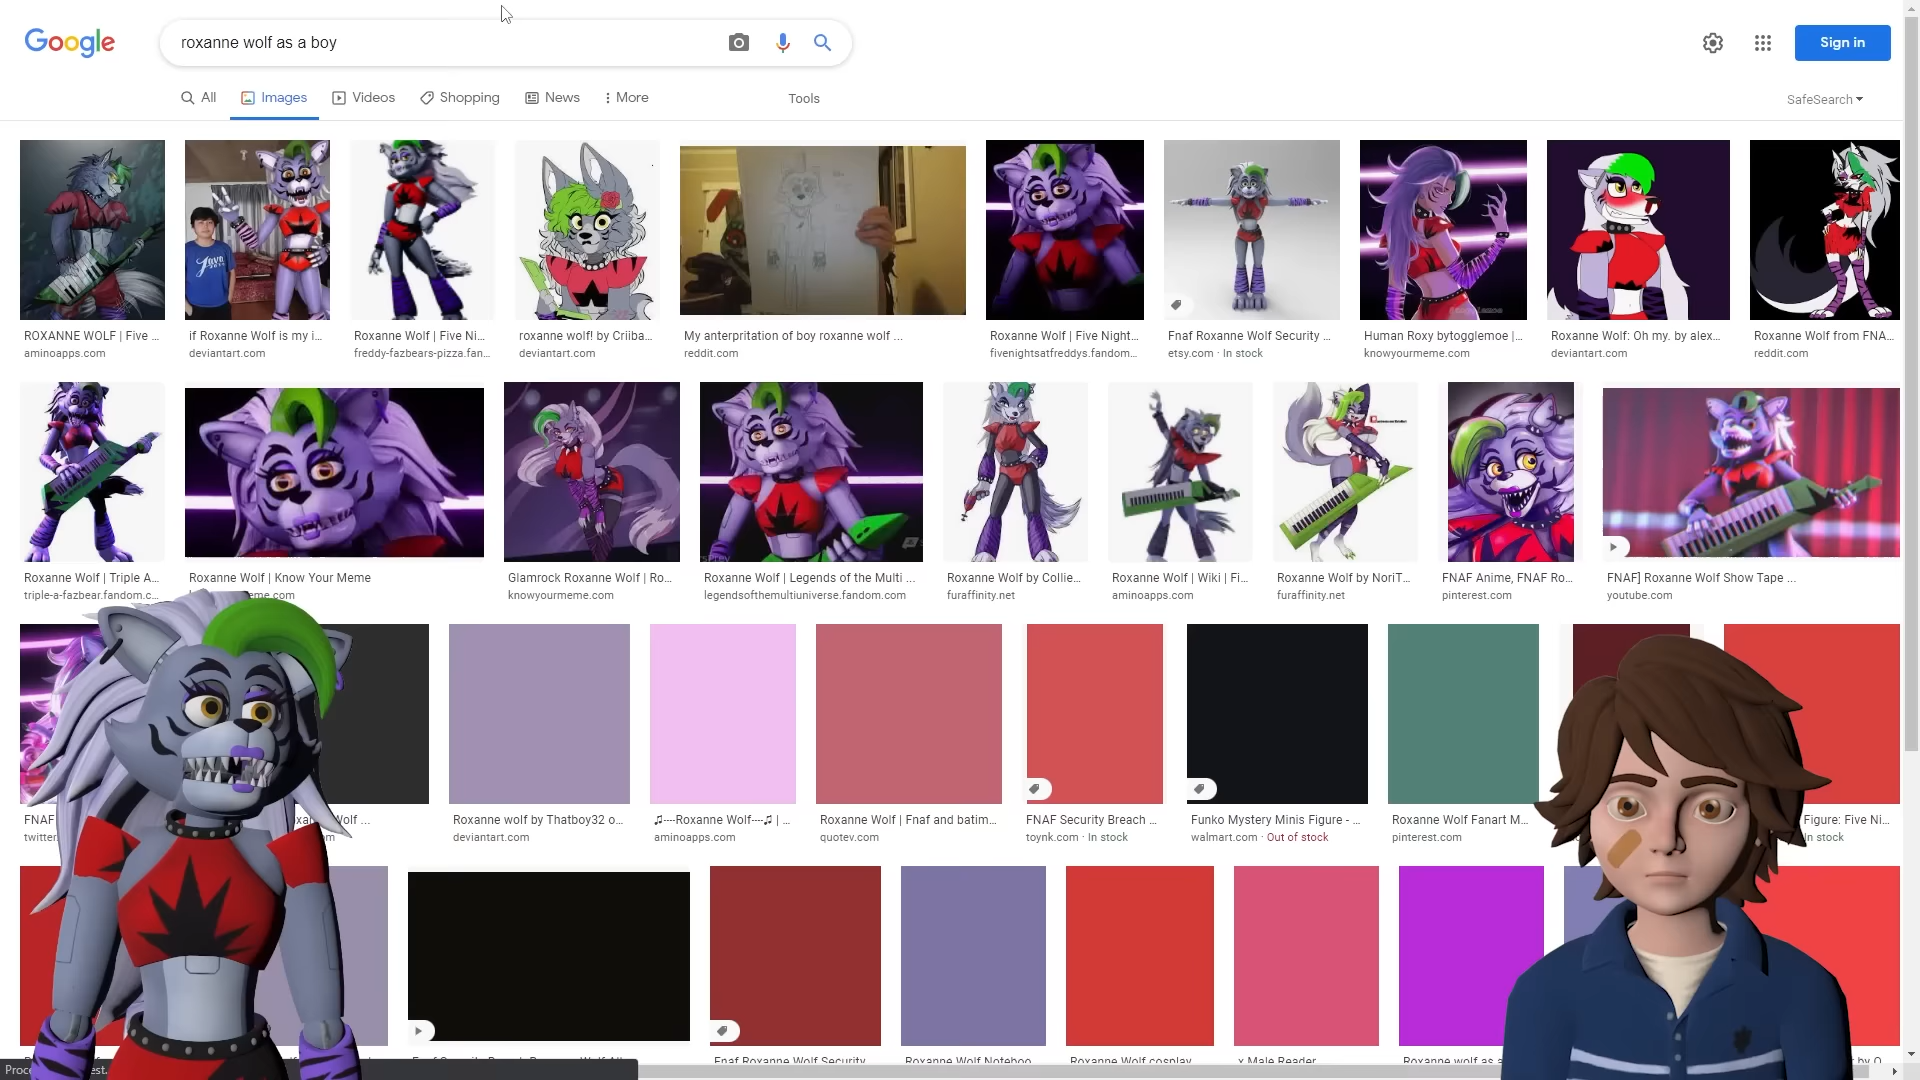 Google
roxanne wolf as a boy
Sign in
All
Images
Videos
Shopping
News
More
Tools
SafeSearch
ROXANNE WOLF | Five ...
aminoapps.com
if Roxanne Wolf is my i...
deviantart.com
Roxanne Wolf | Five Ni...
freddy-fazbears-pizza.fan...
roxanne wolf! by Criiba...
deviantart.com
My anterpritation of boy roxanne wolf ...
reddit.com
Roxanne Wolf | Five Night...
fivenightsatfreddys.fandom...
Fnaf Roxanne Wolf Security ...
etsy.com · In stock
Human Roxy bytogglemoe |...
knowyourmeme.com
Roxanne Wolf: Oh my. by alex...
deviantart.com
Roxanne Wolf from FNA...
reddit.com
Roxanne Wolf | Triple A...
triple-a-fazbear.fandom.c...
Roxanne Wolf | Know Your Meme
eme.com
Glamrock Roxanne Wolf | Ro...
knowyourmeme.com
Roxanne Wolf | Legends of the Multi ...
legendsofthemultiuniverse.fandom.com
Roxanne Wolf by Collie...
furaffinity.net
Roxanne Wolf | Wiki | Fi...
aminoapps.com
Roxanne Wolf by NoriT...
furaffinity.net
FNAF Anime, FNAF Ro...
pinterest.com
FNAF] Roxanne Wolf Show Tape ...
youtube.com
FNAF
twitter
Wolf ...
Roxanne wolf by Thatboy32 o...
deviantart.com
♫----Roxanne Wolf----♫ | ...
aminoapps.com
Roxanne Wolf | Fnaf and batim...
quotev.com
FNAF Security Breach ...
toynk.com · In stock
Funko Mystery Minis Figure - ...
walmart.com · Out of stock
Roxanne Wolf Fanart M...
pinterest.com
Figure: Five Ni...
In stock
Fnaf Roxanne Wolf Security
Roxanne Wolf Noteboo
Roxanne Wolf cosplay
x Male Reader
Roxanne wolf as a
Proce
est.